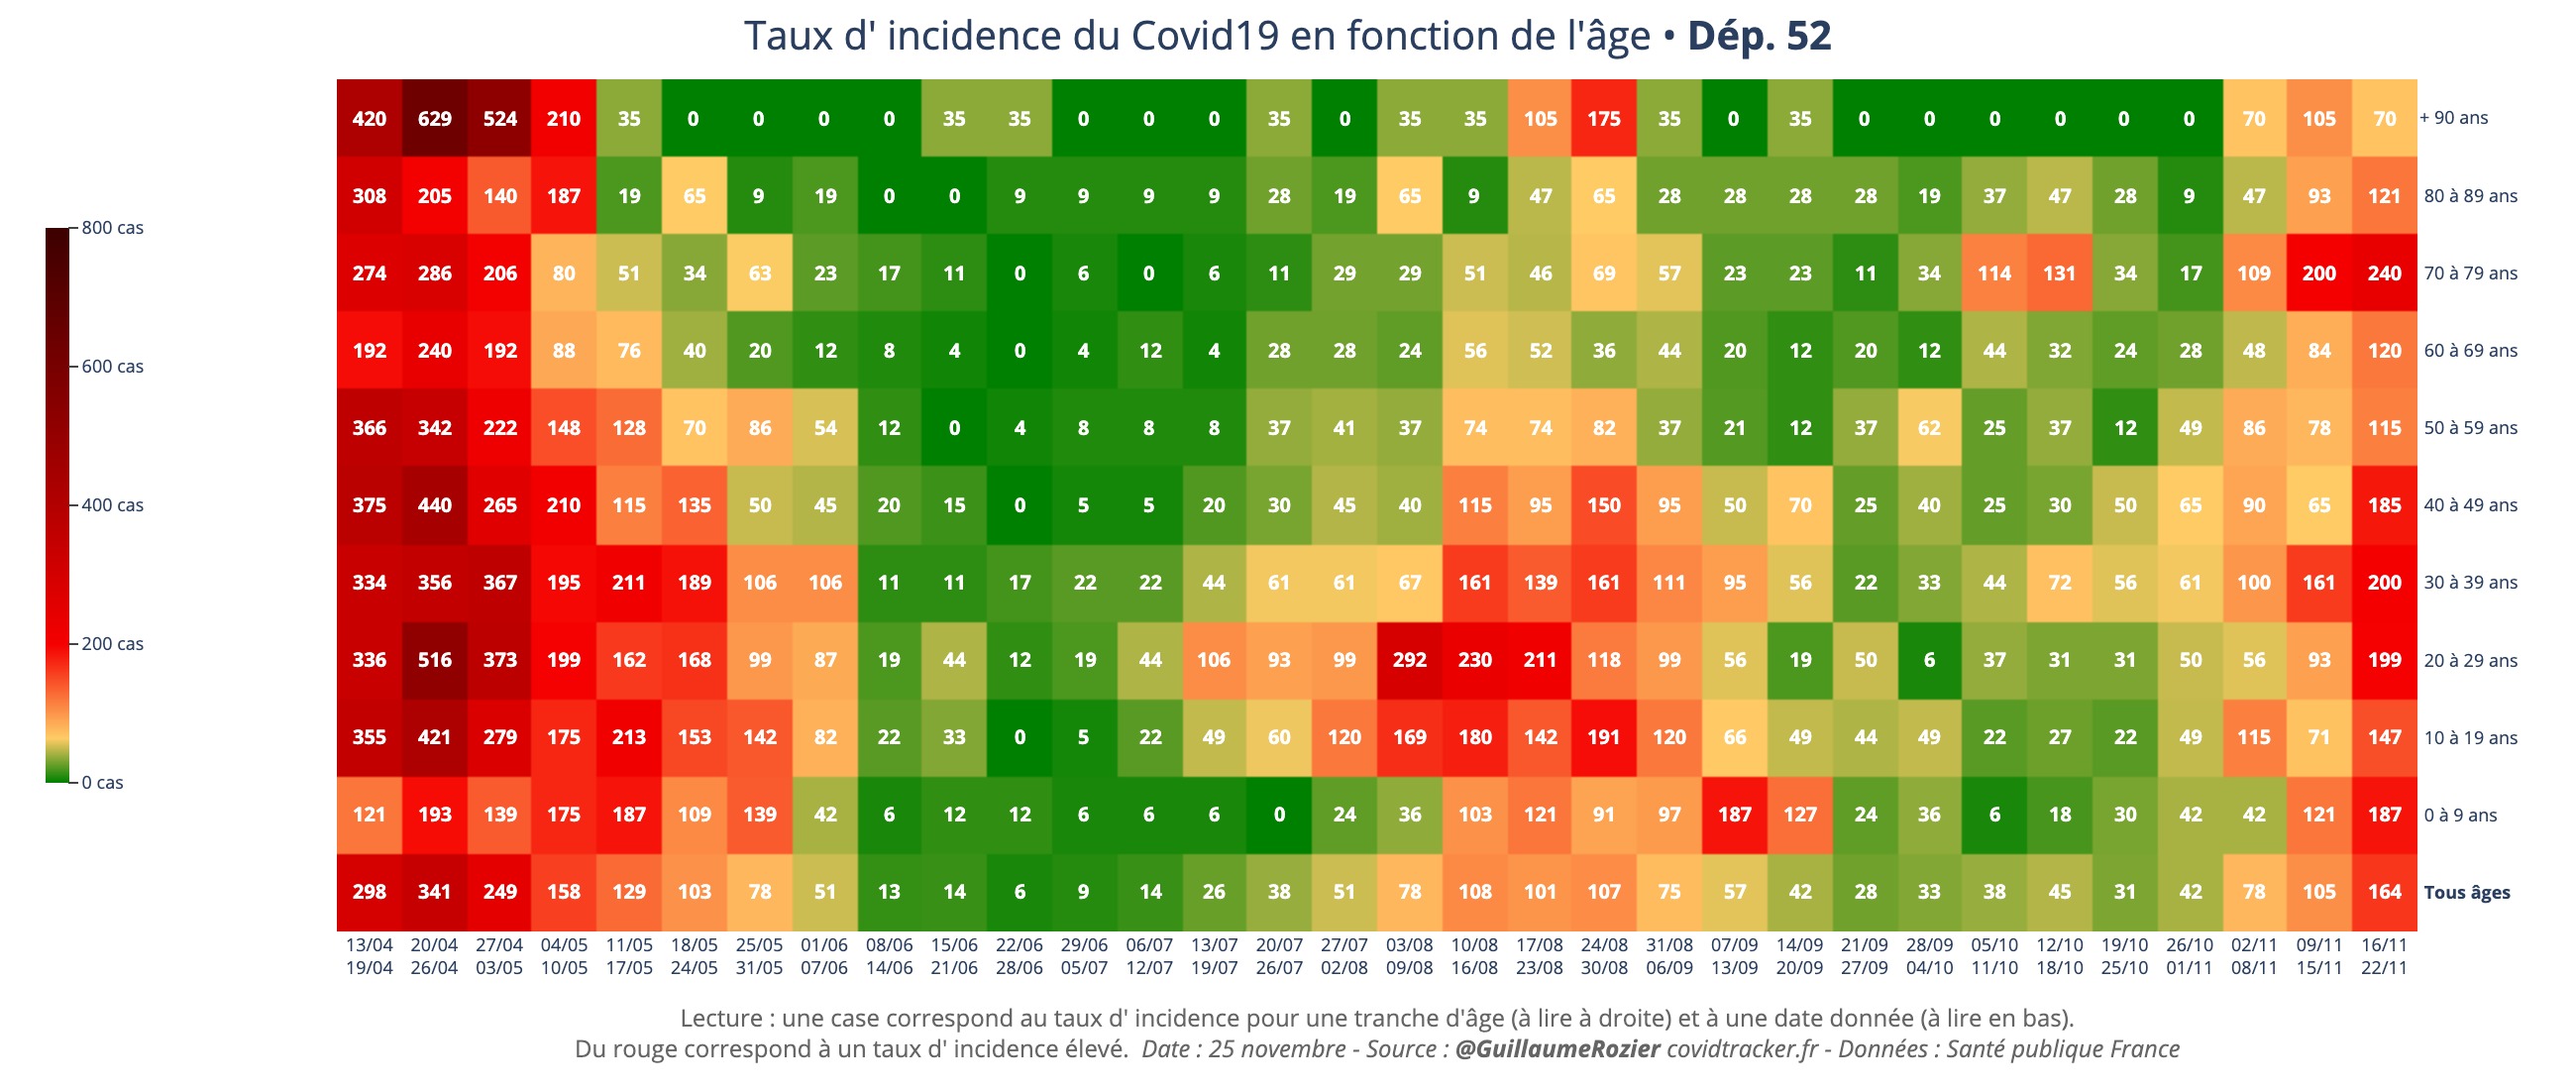 Taux d' incidence du Covid19 en fonction de l'âge • Dép. 52
800 cas
600 cas
400 cas
200 cas
0 cas
420 629 524 210 35 0 0 0 0 35 35 0 0 0 35 0 35 35 105 175 35 0 35 0 0 0 0 0 0 70 105 70 + 90 ans
308 205 140 187 19 65 9 19 0 0 9 9 9 9 28 19 65 9 47 65 28 28 28 28 19 37 47 28 9 47 93 121 80 à 89 ans
274 286 206 80 51 34 63 23 17 11 0 6 0 6 11 29 29 51 46 69 57 23 23 11 34 114 131 34 17 109 200 240 70 à 79 ans
192 240 192 88 76 40 20 12 8 4 0 4 12 4 28 28 24 56 52 36 44 20 12 20 12 44 32 24 28 48 84 120 60 à 69 ans
366 342 222 148 128 70 86 54 12 0 4 8 8 8 37 41 37 74 74 82 37 21 12 37 62 25 37 12 49 86 78 115 50 à 59 ans
375 440 265 210 115 135 50 45 20 15 0 5 5 20 30 45 40 115 95 150 95 50 70 25 40 25 30 50 65 90 65 185 40 à 49 ans
334 356 367 195 211 189 106 106 11 11 17 22 22 44 61 61 67 161 139 161 111 95 56 22 33 44 72 56 61 100 161 200 30 à 39 ans
336 516 373 199 162 168 99 87 19 44 12 19 44 106 93 99 292 230 211 118 99 56 19 50 6 37 31 31 50 56 93 199 20 à 29 ans
355 421 279 175 213 153 142 82 22 33 0 5 22 49 60 120 169 180 142 191 120 66 49 44 49 22 27 22 49 115 71 147 10 à 19 ans
121 193 139 175 187 109 139 42 6 12 12 6 6 6 0 24 36 103 121 91 97 187 127 24 36 6 18 30 42 42 121 187 0 à 9 ans
298 341 249 158 129 103 78 51 13 14 6 9 14 26 38 51 78 108 101 107 75 57 42 28 33 38 45 31 42 78 105 164 Tous âges
13/04 20/04 27/04 04/05 11/05 18/05 25/05 01/06 08/06 15/06 22/06 29/06 06/07 13/07 20/07 27/07 03/08 10/08 17/08 24/08 31/08 07/09 14/09 21/09 28/09 05/10 12/10 19/10 26/10 02/11 09/11 16/11
19/04 26/04 03/05 10/05 17/05 24/05 31/05 07/06 14/06 21/06 28/06 05/07 12/07 19/07 26/07 02/08 09/08 16/08 23/08 30/08 06/09 13/09 20/09 27/09 04/10 11/10 18/10 25/10 01/11 08/11 15/11 22/11
Lecture : une case correspond au taux d' incidence pour une tranche d'âge (à lire à droite) et à une date donnée (à lire en bas).
Du rouge correspond à un taux d' incidence élevé. Date : 25 novembre - Source : @GuillaumeRozier covidtracker.fr - Données : Santé publique France